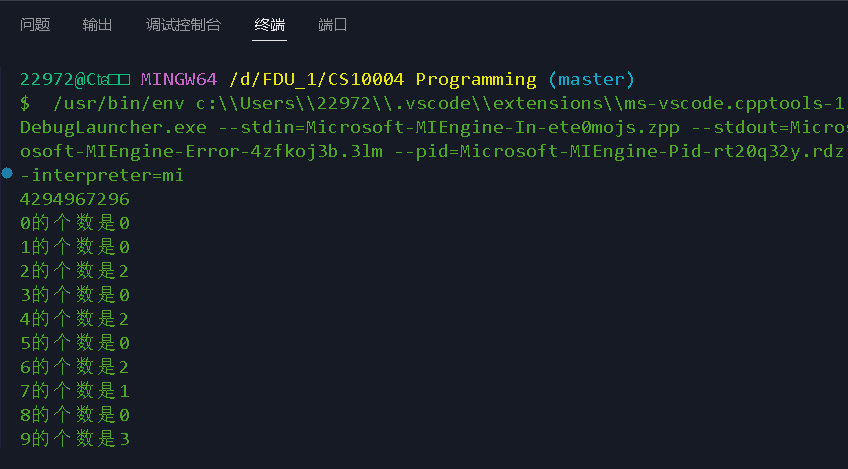 问题 输出 调试控制台 终端 端口
22972@C MINGW64 /d/FDU_1/CS10004 Programming (master)
$ /usr/bin/env c:\\Users\\22972\\.vscode\\extensions\\ms-vscode.cpptools-1
DebugLauncher.exe --stdin=Microsoft-MIEngine-In-ete0mojs.zpp --stdout=Micros
osoft-MIEngine-Error-4zfkoj3b.3lm --pid=Microsoft-MIEngine-Pid-rt20q32y.rdz
-interpreter=mi
4294967296
0的个数是0
1的个数是0
2的个数是2
3的个数是0
4的个数是2
5的个数是0
6的个数是2
7的个数是1
8的个数是0
9的个数是3